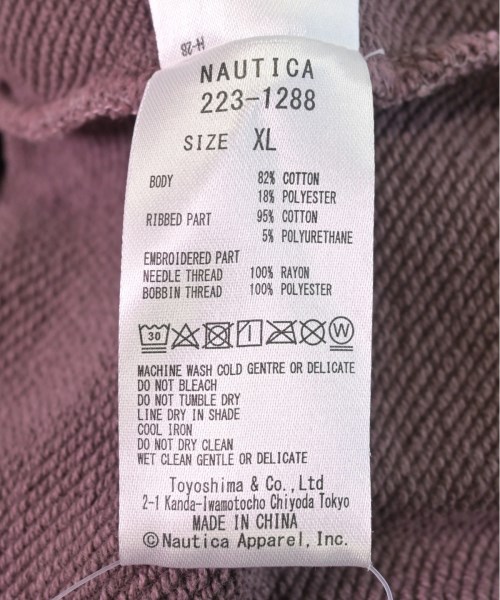 H-28
NAUTICA
223-1288
SIZE XL
BODY 82% COTTON
18% POLYESTER
RIBBED PART 95% COTTON
5% POLYURETHANE
EMBROIDERED PART
NEEDLE THREAD 100% RAYON
BOBBIN THREAD 100% POLYESTER
30 W
MACHINE WASH COLD GENTRE OR DELICATE
DO NOT BLEACH
DO NOT TUMBLE DRY
LINE DRY IN SHADE
COOL IRON
DO NOT DRY CLEAN
WET CLEAN GENTLE OR DELICATE
Toyoshima & Co., Ltd
2-1 Kanda-Iwamotocho Chiyoda Tokyo
MADE IN CHINA
©Nautica Apparel, Inc.